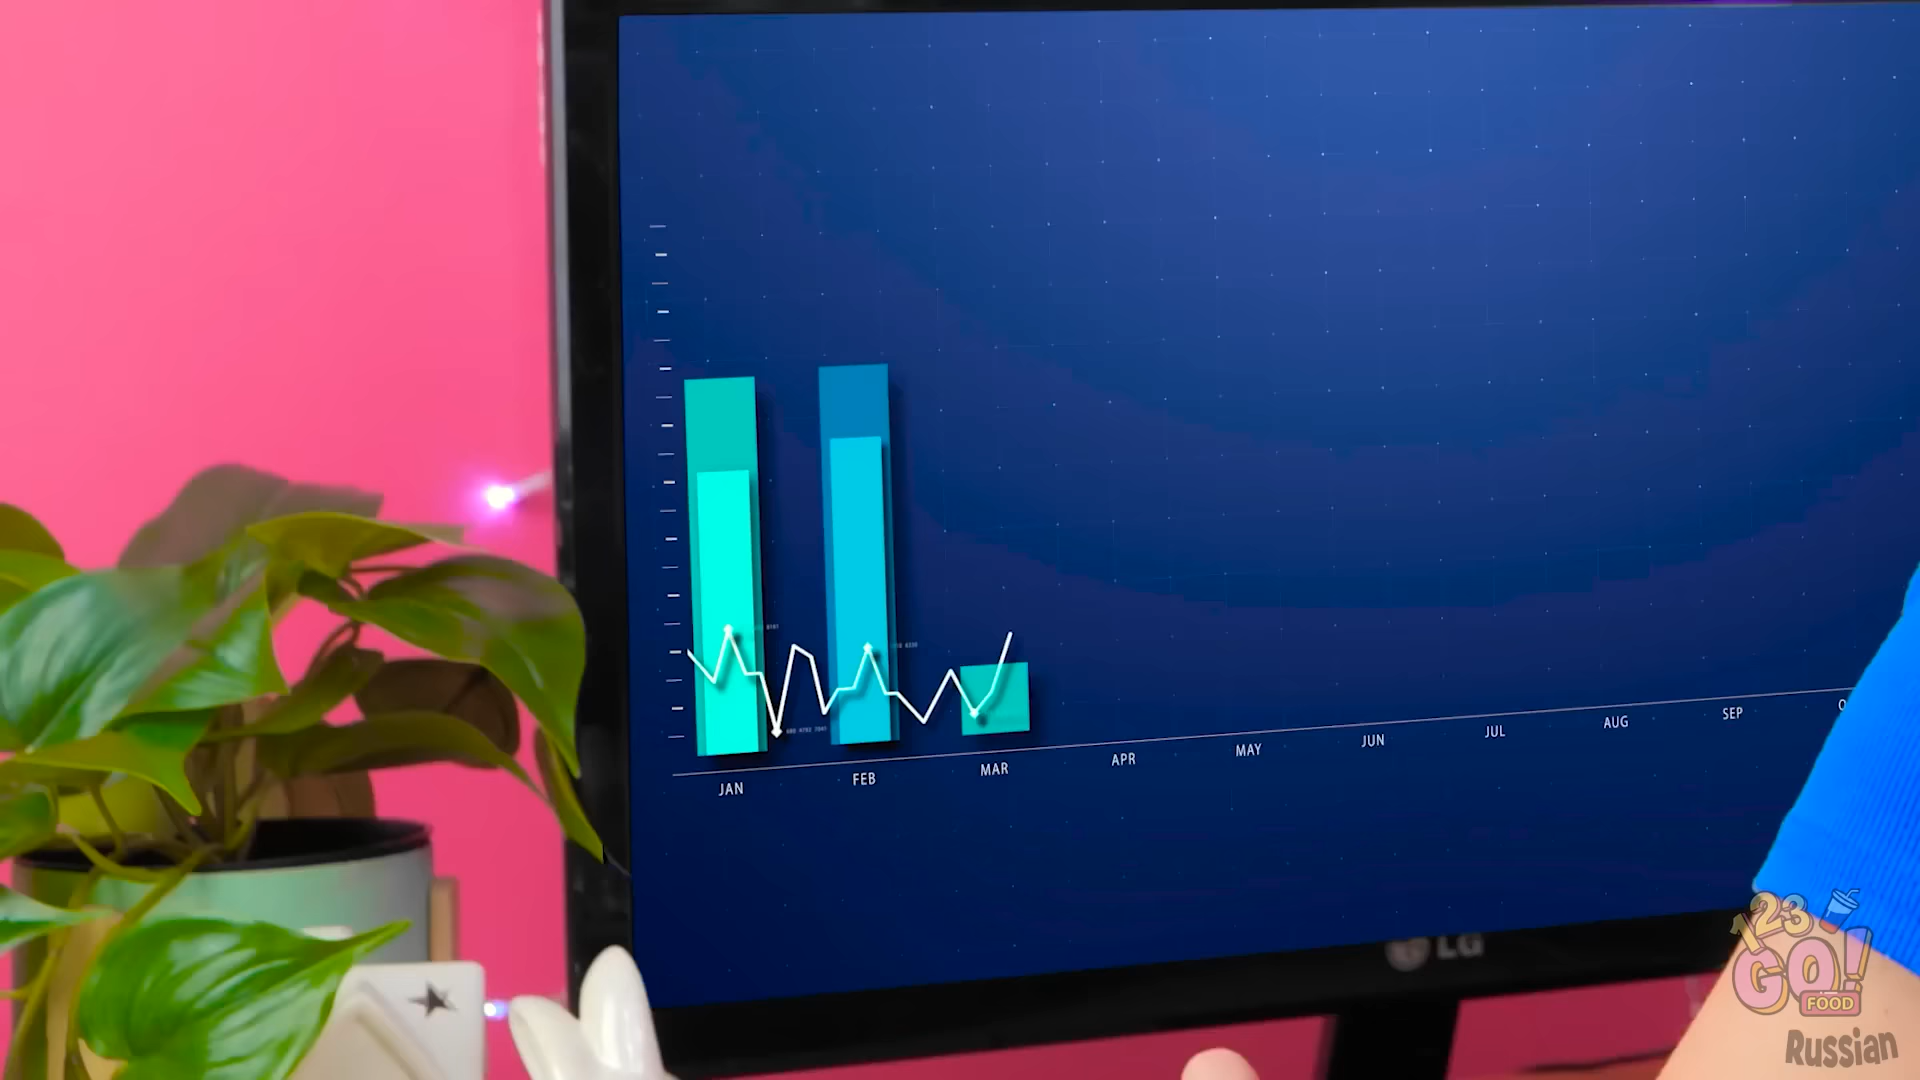 JAN
FEB
MAR
APR
MAY
JUN
JUL
AUG
SEP
LG
123
GO!
FOOD
Russian